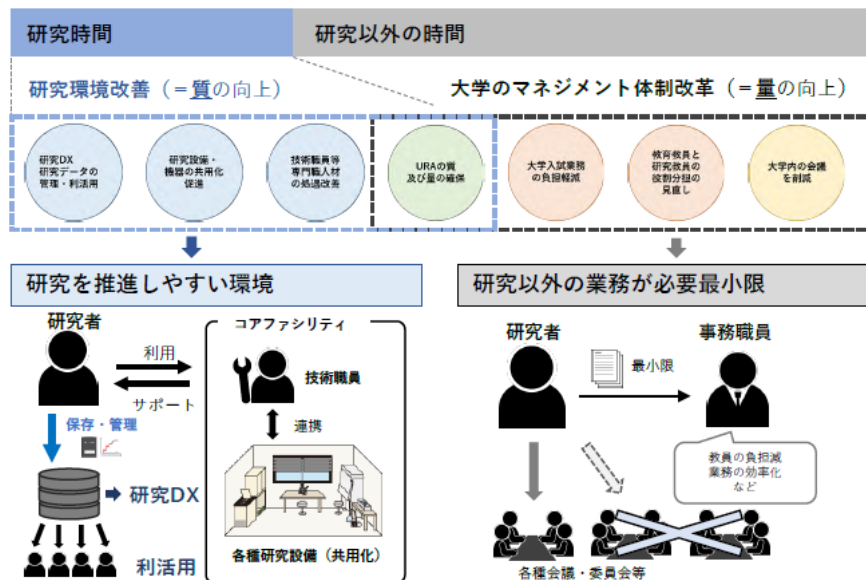 研究時間
研究以外の時間
研究環境改善（＝質の向上）
大学のマネジメント体制改革（＝量の向上）
研究DX
研究データの
管理・利活用
研究設備・
機器の共用化
促進
技術職員等
専門職人材
の処遇改善
URAの質
及び量の確保
大学入試業務
の負担軽減
教育教員と
研究教員の
役割分担の
見直し
大学内の会議
を削減
研究を推進しやすい環境
研究者
利用
サポート
保存・管理
研究DX
利活用
コアファシリティ
技術職員
連携
各種研究設備（共用化）
研究以外の業務が必要最小限
研究者
事務職員
最小限
教員の負担減
業務の効率化
など
各種会議・委員会等